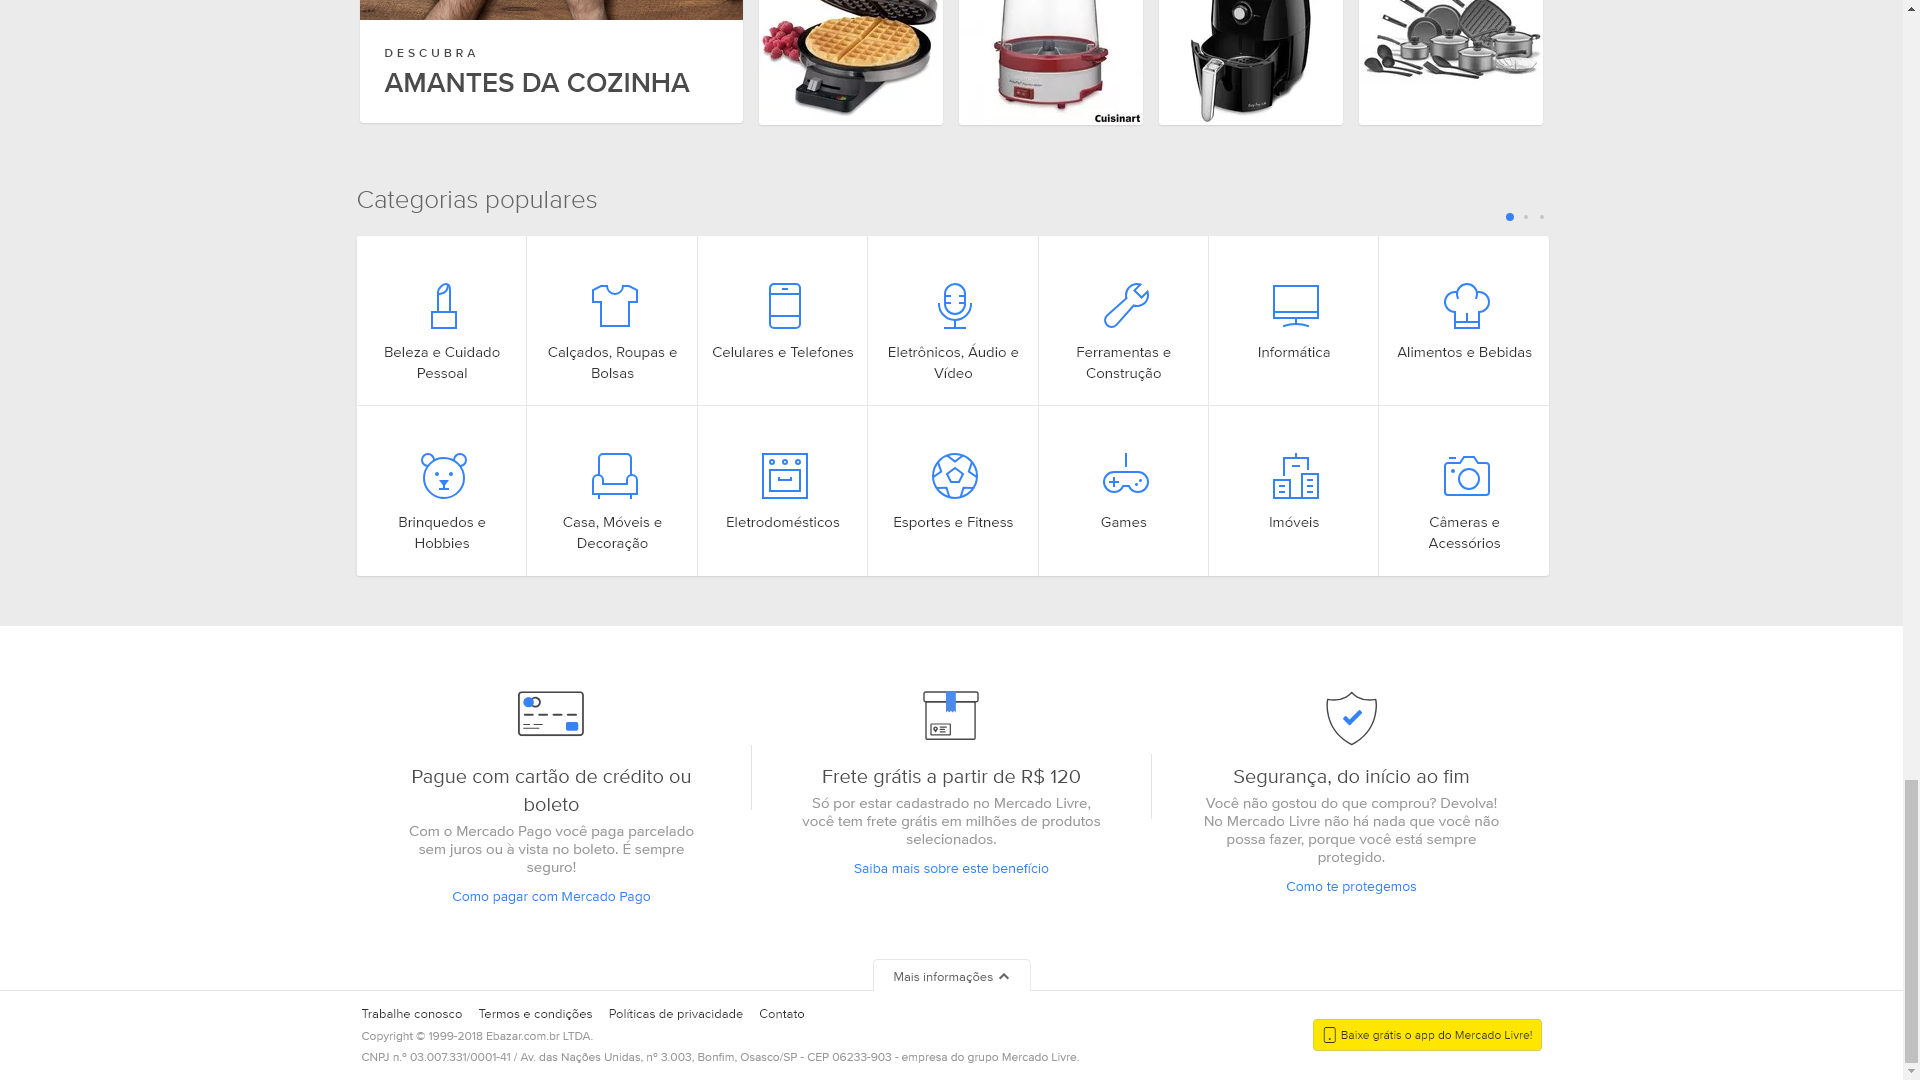 DESCUBRA
AMANTES DA COZINHA
Cuisinart
Categorias populares
Beleza e Cuidado
Pessoal
Calçados, Roupas e
Bolsas
Celulares e Telefones
Eletrônicos, Áudio e
Vídeo
Ferramentas e
Construção
Informática
Alimentos e Bebidas
Brinquedos e
Hobbies
Casa, Móveis e
Decoração
Eletrodomésticos
Esportes e Fitness
Games
Imóveis
Câmeras e
Acessórios
Pague com cartão de crédito ou
boleto
Com o Mercado Pago você paga parcelado
sem juros ou à vista no boleto. É sempre
seguro!
Como pagar com Mercado Pago
Frete grátis a partir de R$ 120
Só por estar cadastrado no Mercado Livre,
você tem frete grátis em milhões de produtos
selecionados.
Saiba mais sobre este benefício
Segurança, do início ao fim
Você não gostou do que comprou? Devolva!
No Mercado Livre não há nada que você não
possa fazer, porque você está sempre
protegido.
Como te protegemos
Mais informações
Trabalhe conosco Termos e condições Políticas de privacidade Contato
Copyright © 1999-2018 Ebazar.com.br LTDA.
CNPJ n.º 03.007.331/0001-41 / Av. das Nações Unidas, nº 3.003, Bonfim, Osasco/SP - CEP 06233-903 - empresa do grupo Mercado Livre.
Baixe grátis o app do Mercado Livre!